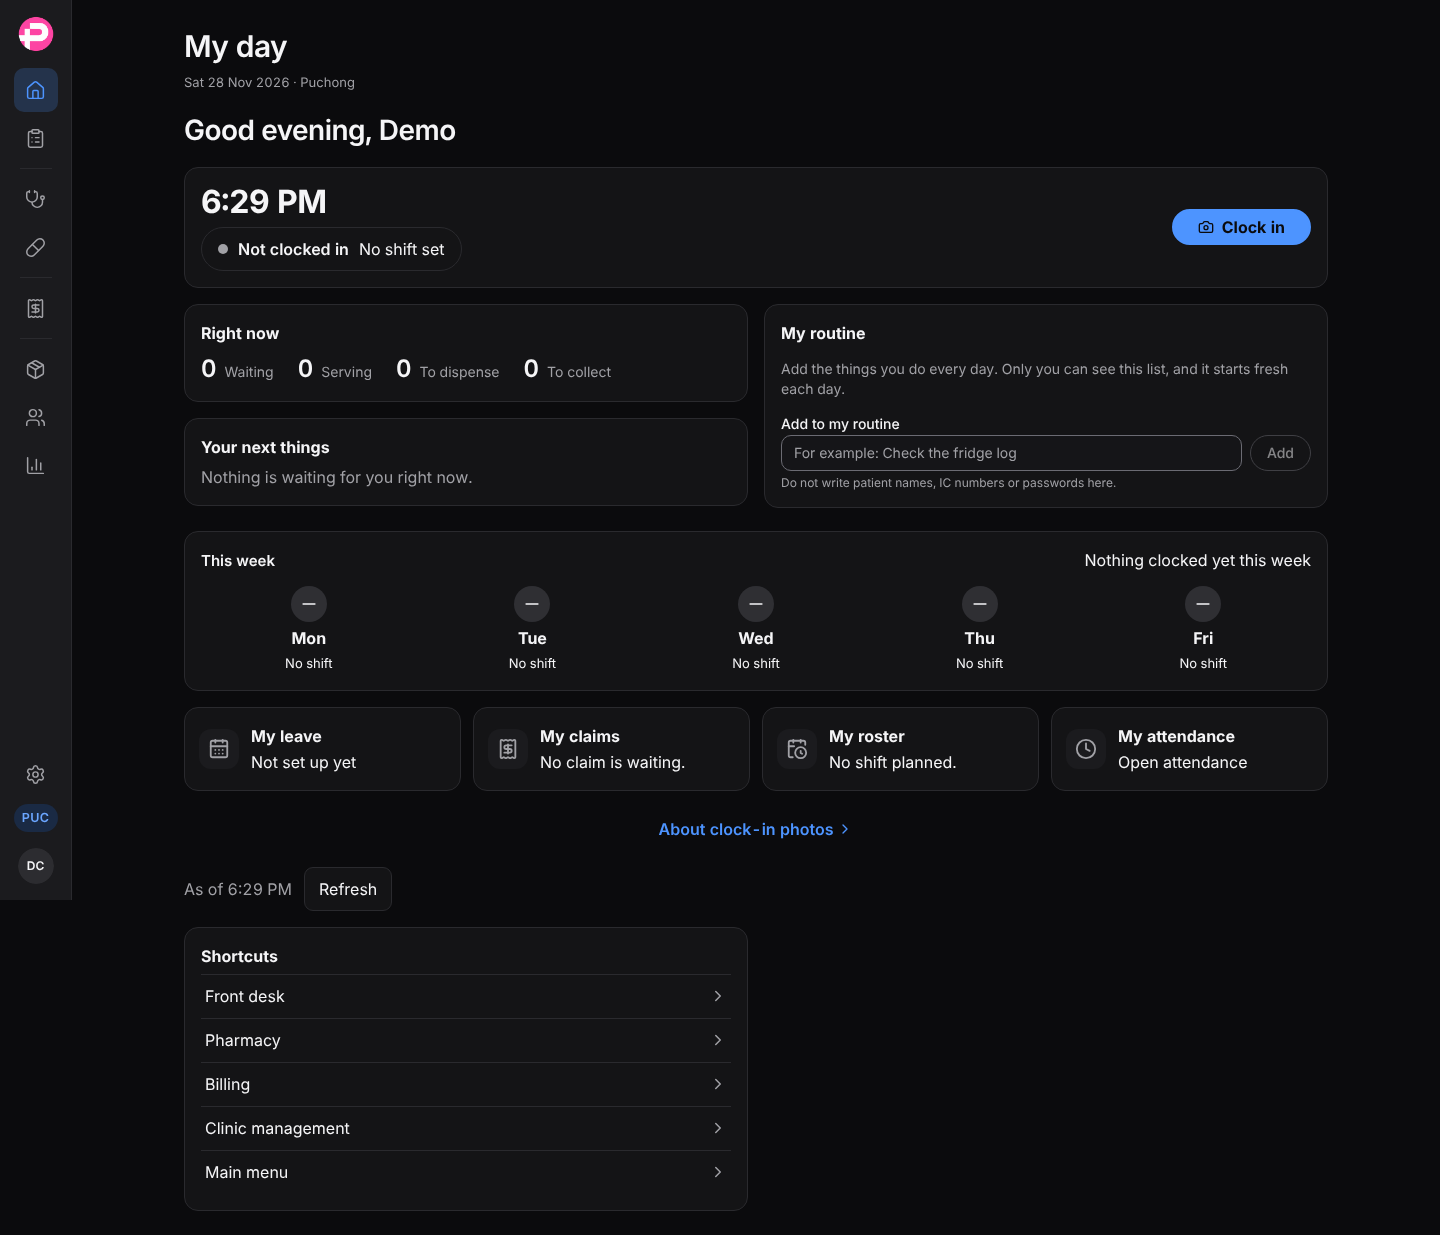 My day
Sat 28 Nov 2026 · Puchong
Good evening, Demo
6:29 PM
Not clocked in No shift set
Clock in
Right now
0 Waiting 0 Serving 0 To dispense 0 To collect
Your next things
Nothing is waiting for you right now.
My routine
Add the things you do every day. Only you can see this list, and it starts fresh
each day.
Add to my routine
For example: Check the fridge log
Add
Do not write patient names, IC numbers or passwords here.
This week
Nothing clocked yet this week
Mon Tue Wed Thu Fri
No shift No shift No shift No shift No shift
My leave
Not set up yet
My claims
No claim is waiting.
My roster
No shift planned.
My attendance
Open attendance
About clock-in photos
PUC
DC
As of 6:29 PM
Refresh
Shortcuts
Front desk
Pharmacy
Billing
Clinic management
Main menu